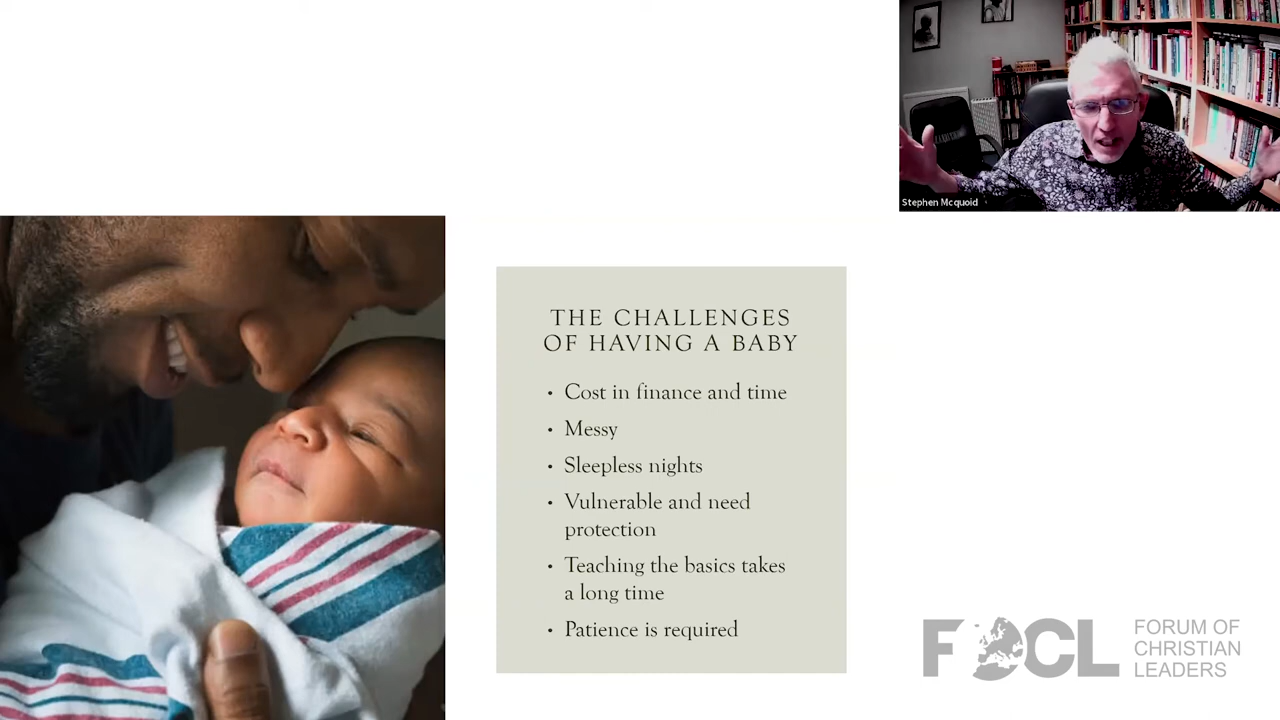 Stephen Mcquoid
THE CHALLENGES
OF HAVING A BABY
• Cost in finance and time
• Messy
• Sleepless nights
• Vulnerable and need
protection
• Teaching the basics takes
a long time
• Patience is required
FOCL
FORUM OF
CHRISTIAN
LEADERS